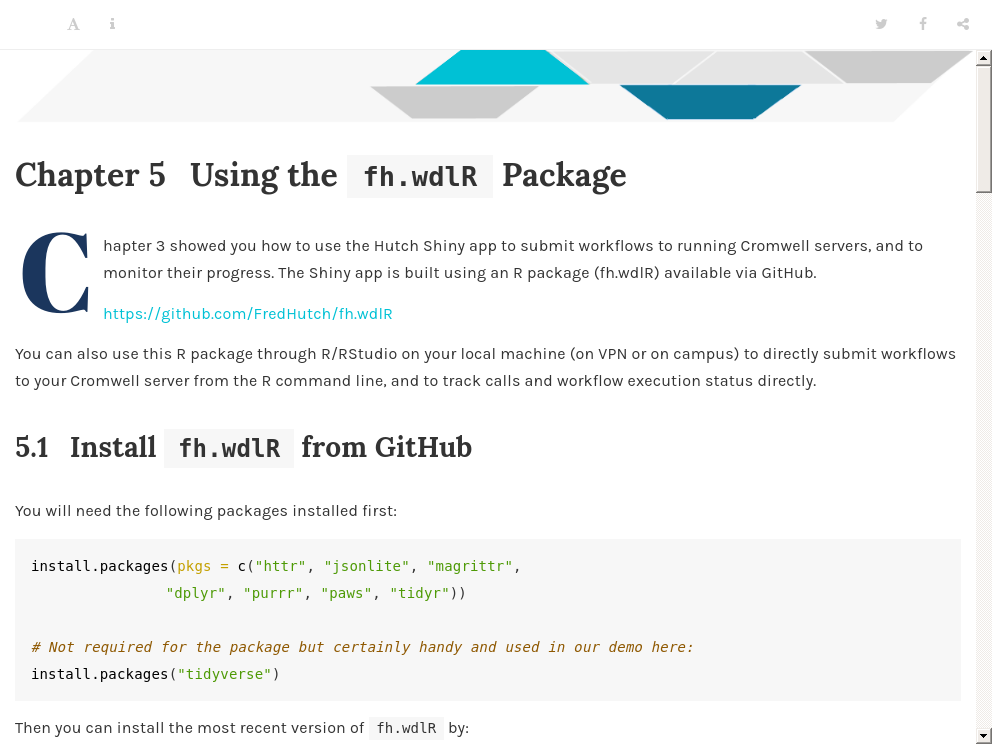 Chapter 5 Using the fh.wdlR Package
Chapter 3 showed you how to use the Hutch Shiny app to submit workflows to running Cromwell servers, and to
monitor their progress. The Shiny app is built using an R package (fh.wdlR) available via GitHub.
https://github.com/FredHutch/fh.wdlR
You can also use this R package through R/RStudio on your local machine (on VPN or on campus) to directly submit workflows
to your Cromwell server from the R command line, and to track calls and workflow execution status directly.
5.1 Install fh.wdlR from GitHub
You will need the following packages installed first:
install.packages(pkgs = c("httr", "jsonlite", "magrittr",
"dplyr", "purrr", "paws", "tidyr"))
# Not required for the package but certainly handy and used in our demo here:
install.packages("tidyverse")
Then you can install the most recent version of fh.wdlR by: